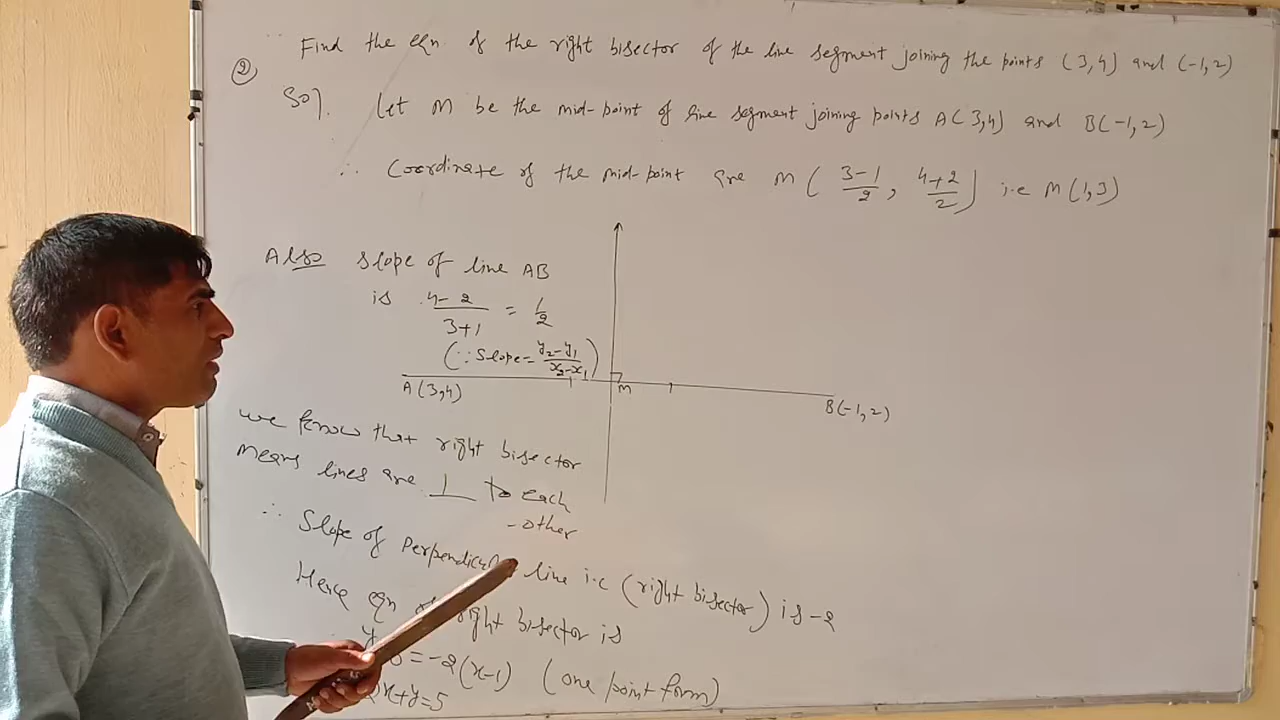 ② Find the eqn. of the right bisector of the line segment joining the points (3,4) and (-1,2)
Sol. Let M be the mid-point of line segment joining points A(3,4) and B(-1,2)
∴ Coordinate of the mid-point are M ( 3-1/2 , 4+2/2 ) i.e M(1,3)
Also slope of line AB
is 4-2/3+1 = 1/2
(∵ Slope = y₂-y₁/x₂-x₁)
A(3,4)
M
B(-1,2)
we know that right bisector
means lines are ⊥ to each
-other
∴ Slope of Perpendicular line i.e (right bisector) is -2
Hence eqn of right bisector is
y = -2(x-1) (one point form)
2x+y=5